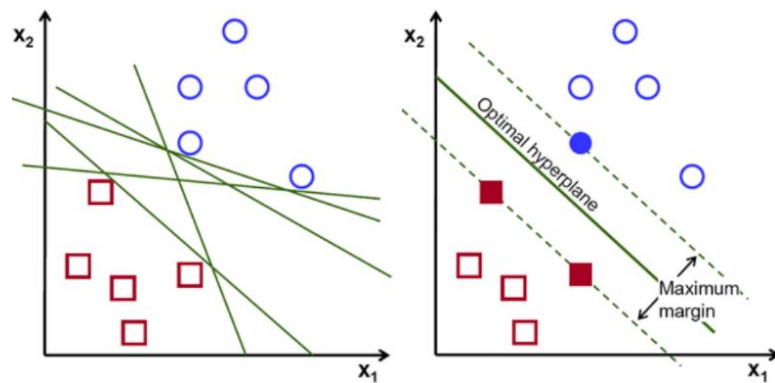 x₂
x₁
x₂
Optimal hyperplane
Maximum
margin
x₁